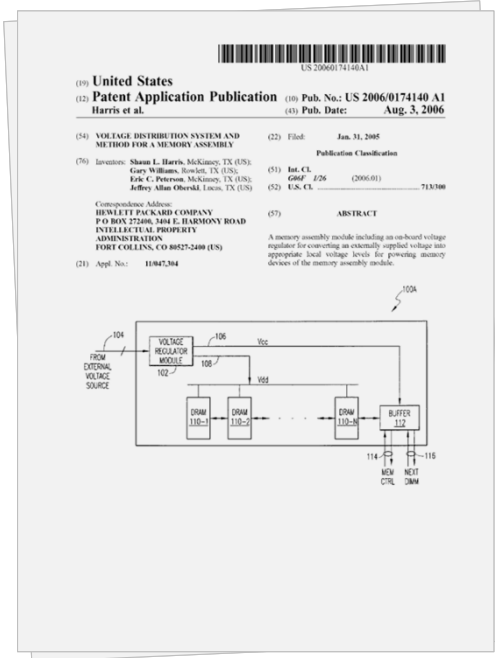 US 20060174140A1
(19) United States
(12) Patent Application Publication (10) Pub. No.: US 2006/0174140 A1
Harris et al. (43) Pub. Date: Aug. 3, 2006
(54) VOLTAGE DISTRIBUTION SYSTEM AND
METHOD FOR A MEMORY ASSEMBLY
(76) Inventors: Shaun L. Harris, McKinney, TX (US);
Gary Williams, Rowlett, TX (US);
Eric C. Peterson, McKinney, TX (US);
Jeffrey Allan Oberski, Lucas, TX (US)
Correspondence Address:
HEWLETT PACKARD COMPANY
P O BOX 272400, 3404 E. HARMONY ROAD
INTELLECTUAL PROPERTY
ADMINISTRATION
FORT COLLINS, CO 80527-2400 (US)
(21) Appl. No.: 11/047,304
(22) Filed: Jan. 31, 2005
Publication Classification
(51) Int. Cl.
G06F 1/26 (2006.01)
(52) U.S. Cl. 713/300
(57) ABSTRACT
A memory assembly module including an on-board voltage
regulator for converting an externally supplied voltage into
appropriate local voltage levels for powering memory
devices of the memory assembly module.
100A
104
FROM
EXTERNAL
VOLTAGE
SOURCE
VOLTAGE
REGULATOR
MODULE
102
106
Vcc
108
Vdd
DRAM
110-1
DRAM
110-2
DRAM
110-N
BUFFER
112
114
116
MEM
CTRL
NEXT
DIMM